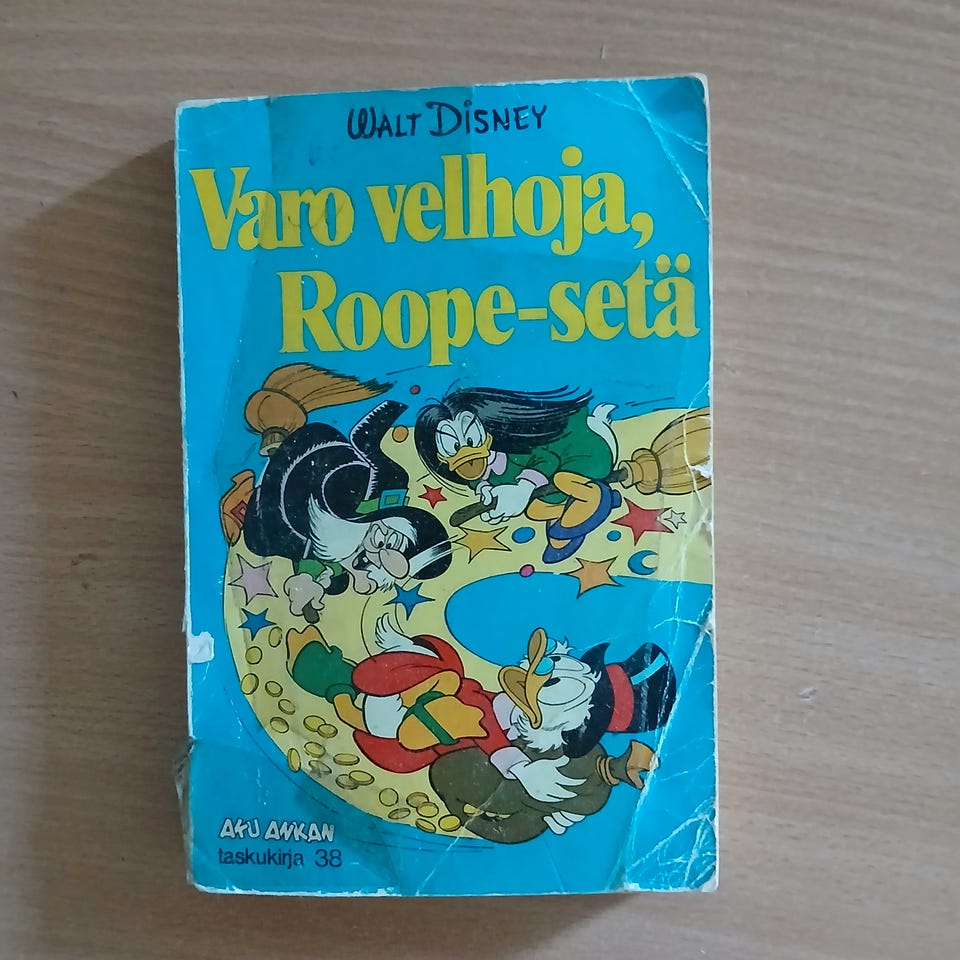 WALT DISNEY
Varo velhoja,
Roope-setä
AKU ANKAN
taskukirja 38